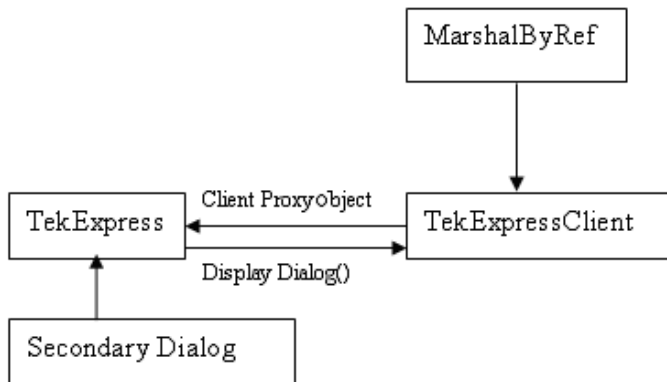 MarshalByRef
Client ProxyObject
TekExpress
TekExpressClient
Display Dialog()
Secondary Dialog